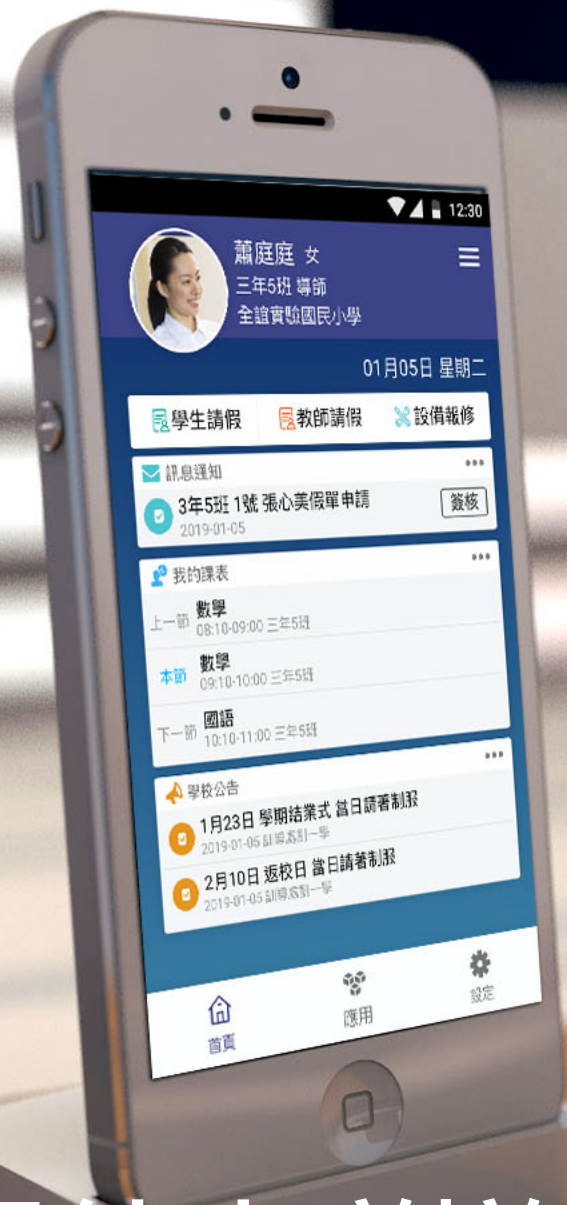 12:30
蕭庭庭 女
三年5班 導師
全誼實驗國民小學
01月05日 星期二
學生請假 教師請假 設備報修
訊息通知
3年5班 1號 張心美假單申請 簽核
2019-01-05
我的課表
上一節 數學
08:10-09:00 三年5班
本節 數學
09:10-10:00 三年5班
下一節 國語
10:10-11:00 三年5班
學校公告
1月23日 學期結業式 當日請著制服
2019-01-05
2月10日 返校日 當日請著制服
2019-01-05
首頁 應用 設定